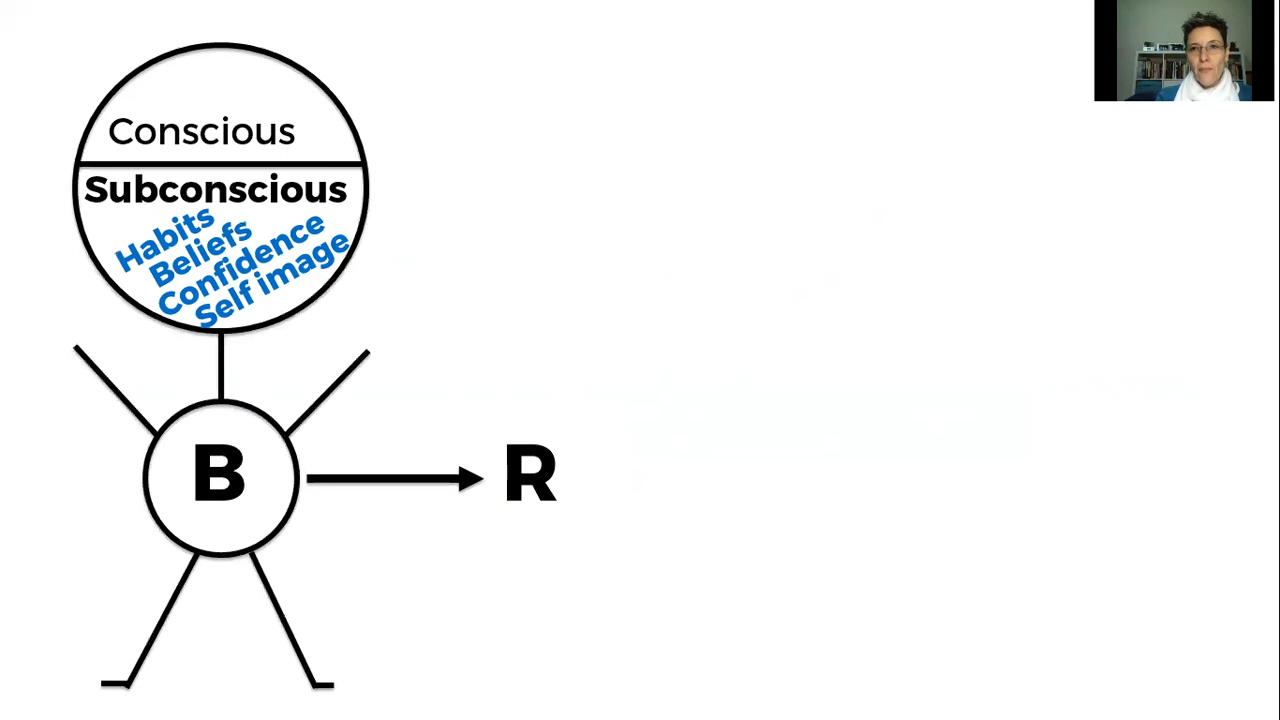 Conscious
Subconscious
Habits
Beliefs
Confidence
Self image
B
R